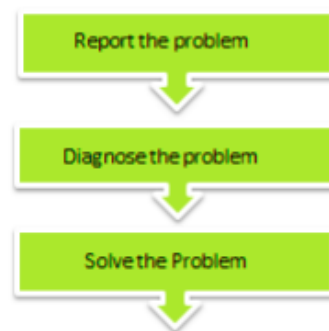 Report the problem
Diagnose the problem
Solve the Problem